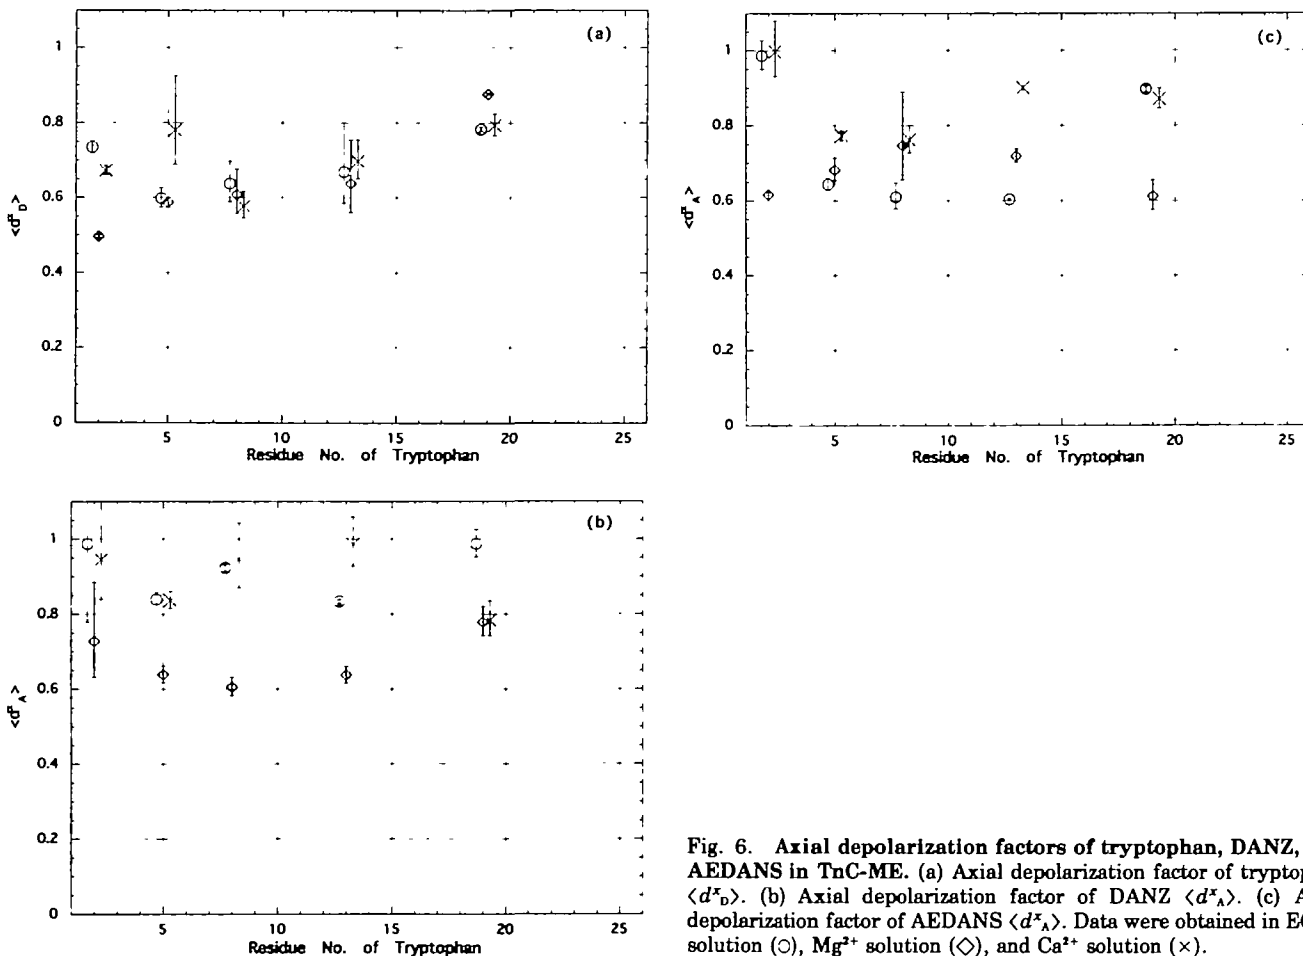 (a)
1
0.8
0.6
0.4
0.2
0
<d^x_D>
5 10 15 20 25
Residue No. of Tryptophan
(c)
1
0.8
0.6
0.4
0.2
0
<d^x_A>
5 10 15 20 25
Residue No. of Tryptophan
(b)
1
0.8
0.6
0.4
0.2
0
<d^x_A>
5 10 15 20 25
Residue No. of Tryptophan
Fig. 6. Axial depolarization factors of tryptophan, DANZ,
AEDANS in TnC-ME. (a) Axial depolarization factor of tryptop
<d^x_D>. (b) Axial depolarization factor of DANZ <d^x_A>. (c) A
depolarization factor of AEDANS <d^x_A>. Data were obtained in EG
solution (○), Mg²⁺ solution (◇), and Ca²⁺ solution (×).